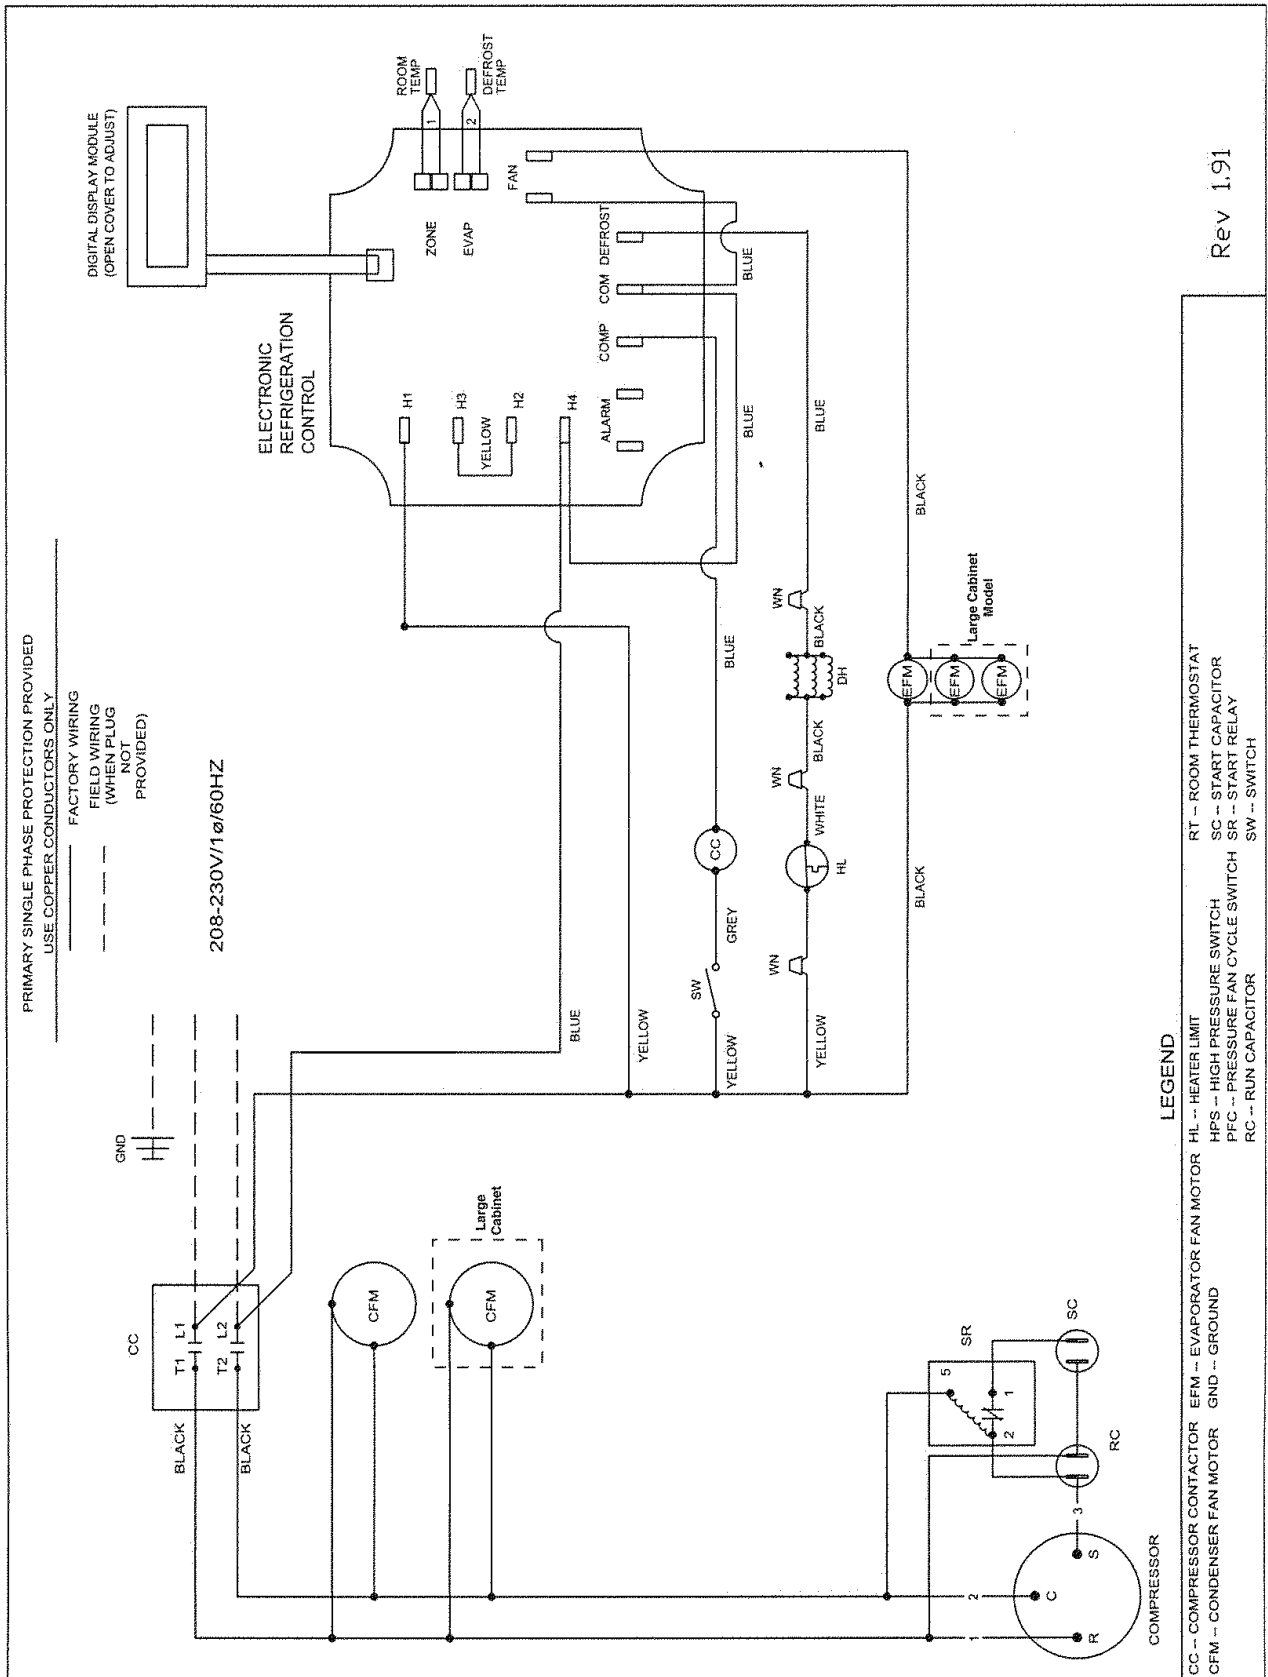 PRIMARY SINGLE PHASE PROTECTION PROVIDED
USE COPPER CONDUCTORS ONLY
FACTORY WIRING
FIELD WIRING
(WHEN PLUG
NOT
PROVIDED)
208-230V/1ø/60HZ
DIGITAL DISPLAY MODULE
(OPEN COVER TO ADJUST)
ELECTRONIC
REFRIGERATION
CONTROL
ROOM
TEMP
DEFROST
TEMP
1
2
ZONE
EVAP
FAN
H1
H3
H2
H4
YELLOW
ALARM
COMP
COM
DEFROST
BLUE
BLUE
BLUE
BLACK
GND
CC
T1
L1
T2
L2
BLACK
BLACK
BLUE
YELLOW
YELLOW
SW
GREY
CC
BLUE
YELLOW
WN
HL
WHITE
WN
BLACK
DH
BLACK
WN
BLACK
EFM
EFM
EFM
Large Cabinet
Model
CFM
CFM
Large
Cabinet
SR
5
1
2
SC
RC
1
2
3
R
C
S
COMPRESSOR
LEGEND
CC -- COMPRESSOR CONTACTOR
CFM -- CONDENSER FAN MOTOR
EFM -- EVAPORATOR FAN MOTOR
GND -- GROUND
HL -- HEATER LIMIT
HPS -- HIGH PRESSURE SWITCH
PFC -- PRESSURE FAN CYCLE SWITCH
RC -- RUN CAPACITOR
RT -- ROOM THERMOSTAT
SC -- START CAPACITOR
SR -- START RELAY
SW -- SWITCH
Rev 1.91